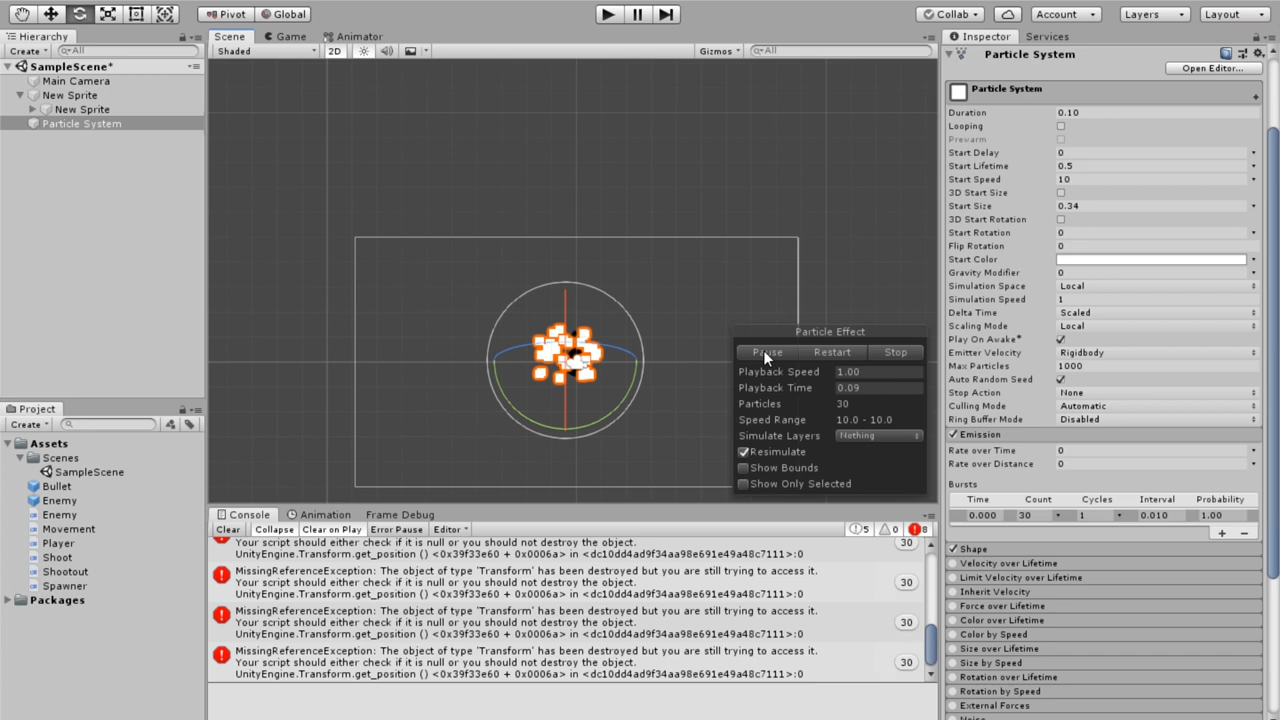 Pivot Global Collab Account Layers Layout
Hierarchy
Create All
SampleScene*
Main Camera
New Sprite
New Sprite
Particle System
Scene Game Animator
Shaded 2D Gizmos All
Particle Effect
Pause Restart Stop
Playback Speed 1.00
Playback Time 0.09
Particles 30
Speed Range 10.0 - 10.0
Simulate Layers Nothing
Resimulate
Show Bounds
Show Only Selected
Inspector Services
Particle System
Open Editor...
Particle System
Duration 0.10
Looping
Prewarm
Start Delay 0
Start Lifetime 0.5
Start Speed 10
3D Start Size
Start Size 0.34
3D Start Rotation
Start Rotation 0
Flip Rotation 0
Start Color
Gravity Modifier 0
Simulation Space Local
Simulation Speed 1
Delta Time Scaled
Scaling Mode Local
Play On Awake*
Emitter Velocity Rigidbody
Max Particles 1000
Auto Random Seed
Stop Action None
Culling Mode Automatic
Ring Buffer Mode Disabled
Emission
Rate over Time 0
Rate over Distance 0
Bursts
Time Count Cycles Interval Probability
0.000 30 1 0.010 1.00
Shape
Velocity over Lifetime
Limit Velocity over Lifetime
Inherit Velocity
Force over Lifetime
Color over Lifetime
Color by Speed
Size over Lifetime
Size by Speed
Rotation over Lifetime
Rotation by Speed
External Forces
Project
Create
Assets
Scenes
SampleScene
Bullet
Enemy
Enemy
Movement
Player
Shoot
Shootout
Spawner
Packages
Console Animation Frame Debug
Clear Collapse Clear on Play Error Pause Editor 5 0 8
Your script should either check if it is null or you should not destroy the object. 30
UnityEngine.Transform.get_position () <0x39f33e60 + 0x0006a> in <dc10dd4ad9f34aa98e691e49a48c7111>:0
MissingReferenceException: The object of type 'Transform' has been destroyed but you are still trying to access it.
Your script should either check if it is null or you should not destroy the object. 30
UnityEngine.Transform.get_position () <0x39f33e60 + 0x0006a> in <dc10dd4ad9f34aa98e691e49a48c7111>:0
MissingReferenceException: The object of type 'Transform' has been destroyed but you are still trying to access it.
Your script should either check if it is null or you should not destroy the object. 30
UnityEngine.Transform.get_position () <0x39f33e60 + 0x0006a> in <dc10dd4ad9f34aa98e691e49a48c7111>:0
MissingReferenceException: The object of type 'Transform' has been destroyed but you are still trying to access it.
Your script should either check if it is null or you should not destroy the object. 30
UnityEngine.Transform.get_position () <0x39f33e60 + 0x0006a> in <dc10dd4ad9f34aa98e691e49a48c7111>:0